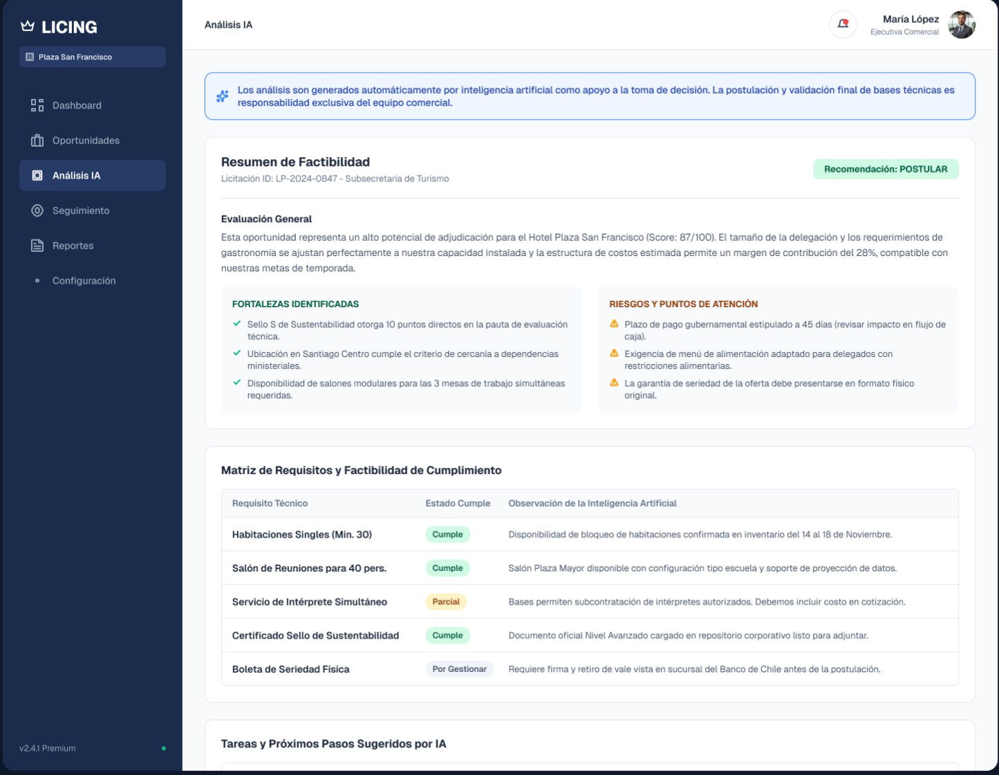 LICING
Plaza San Francisco
Dashboard
Oportunidades
Análisis IA
Seguimiento
Reportes
Configuración
v2.4.1 Premium
Análisis IA
María López
Ejecutiva Comercial
Los análisis son generados automáticamente por inteligencia artificial como apoyo a la toma de decisión. La postulación y validación final de bases técnicas es
responsabilidad exclusiva del equipo comercial.
Resumen de Factibilidad
Licitación ID: LP-2024-0847 - Subsecretaría de Turismo
Recomendación: POSTULAR
Evaluación General
Esta oportunidad representa un alto potencial de adjudicación para el Hotel Plaza San Francisco (Score: 87/100). El tamaño de la delegación y los requerimientos de
gastronomía se ajustan perfectamente a nuestra capacidad instalada y la estructura de costos estimada permite un margen de contribución del 28%, compatible con
nuestras metas de temporada.
FORTALEZAS IDENTIFICADAS
Sello S de Sustentabilidad otorga 10 puntos directos en la pauta de evaluación
técnica.
Ubicación en Santiago Centro cumple el criterio de cercanía a dependencias
ministeriales.
Disponibilidad de salones modulares para las 3 mesas de trabajo simultáneas
requeridas.
RIESGOS Y PUNTOS DE ATENCIÓN
Plazo de pago gubernamental estipulado a 45 días (revisar impacto en flujo de
caja).
Exigencia de menú de alimentación adaptado para delegados con
restricciones alimentarias.
La garantía de seriedad de la oferta debe presentarse en formato físico
original.
Matriz de Requisitos y Factibilidad de Cumplimiento
Requisito Técnico Estado Cumple Observación de la Inteligencia Artificial
Habitaciones Singles (Min. 30) Cumple Disponibilidad de bloqueo de habitaciones confirmada en inventario del 14 al 18 de Noviembre.
Salón de Reuniones para 40 pers. Cumple Salón Plaza Mayor disponible con configuración tipo escuela y soporte de proyección de datos.
Servicio de Intérprete Simultáneo Parcial Bases permiten subcontratación de intérpretes autorizados. Debemos incluir costo en cotización.
Certificado Sello de Sustentabilidad Cumple Documento oficial Nivel Avanzado cargado en repositorio corporativo listo para adjuntar.
Boleta de Seriedad Física Por Gestionar Requiere firma y retiro de vale vista en sucursal del Banco de Chile antes de la postulación.
Tareas y Próximos Pasos Sugeridos por IA